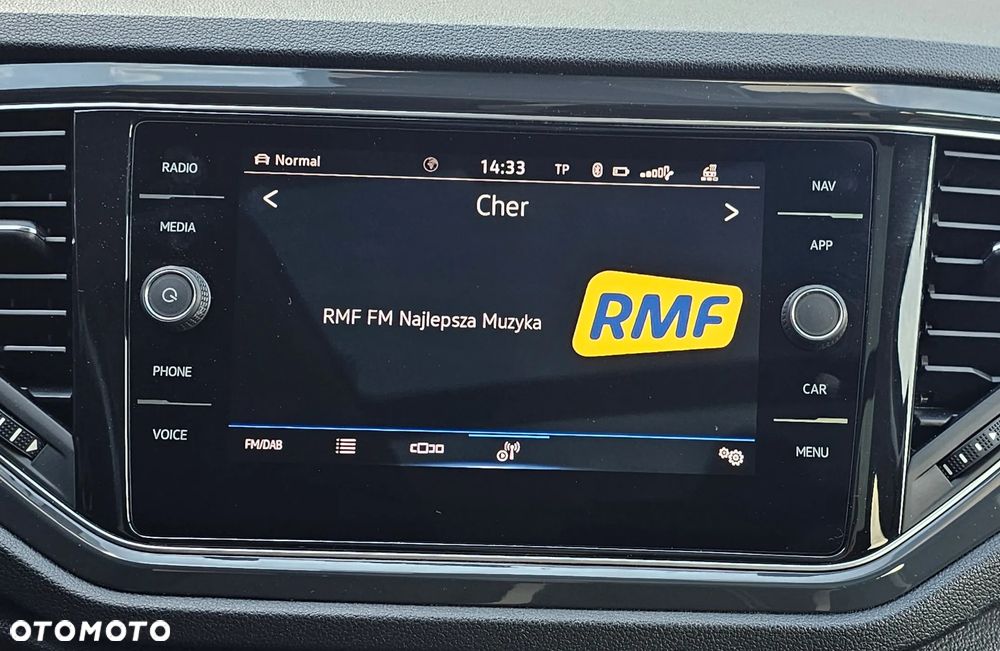 RADIO
MEDIA
PHONE
VOICE
Normal
14:33
TP
Cher
RMF FM Najlepsza Muzyka
RMF
FM/DAB
NAV
APP
CAR
MENU
OTOMOTO